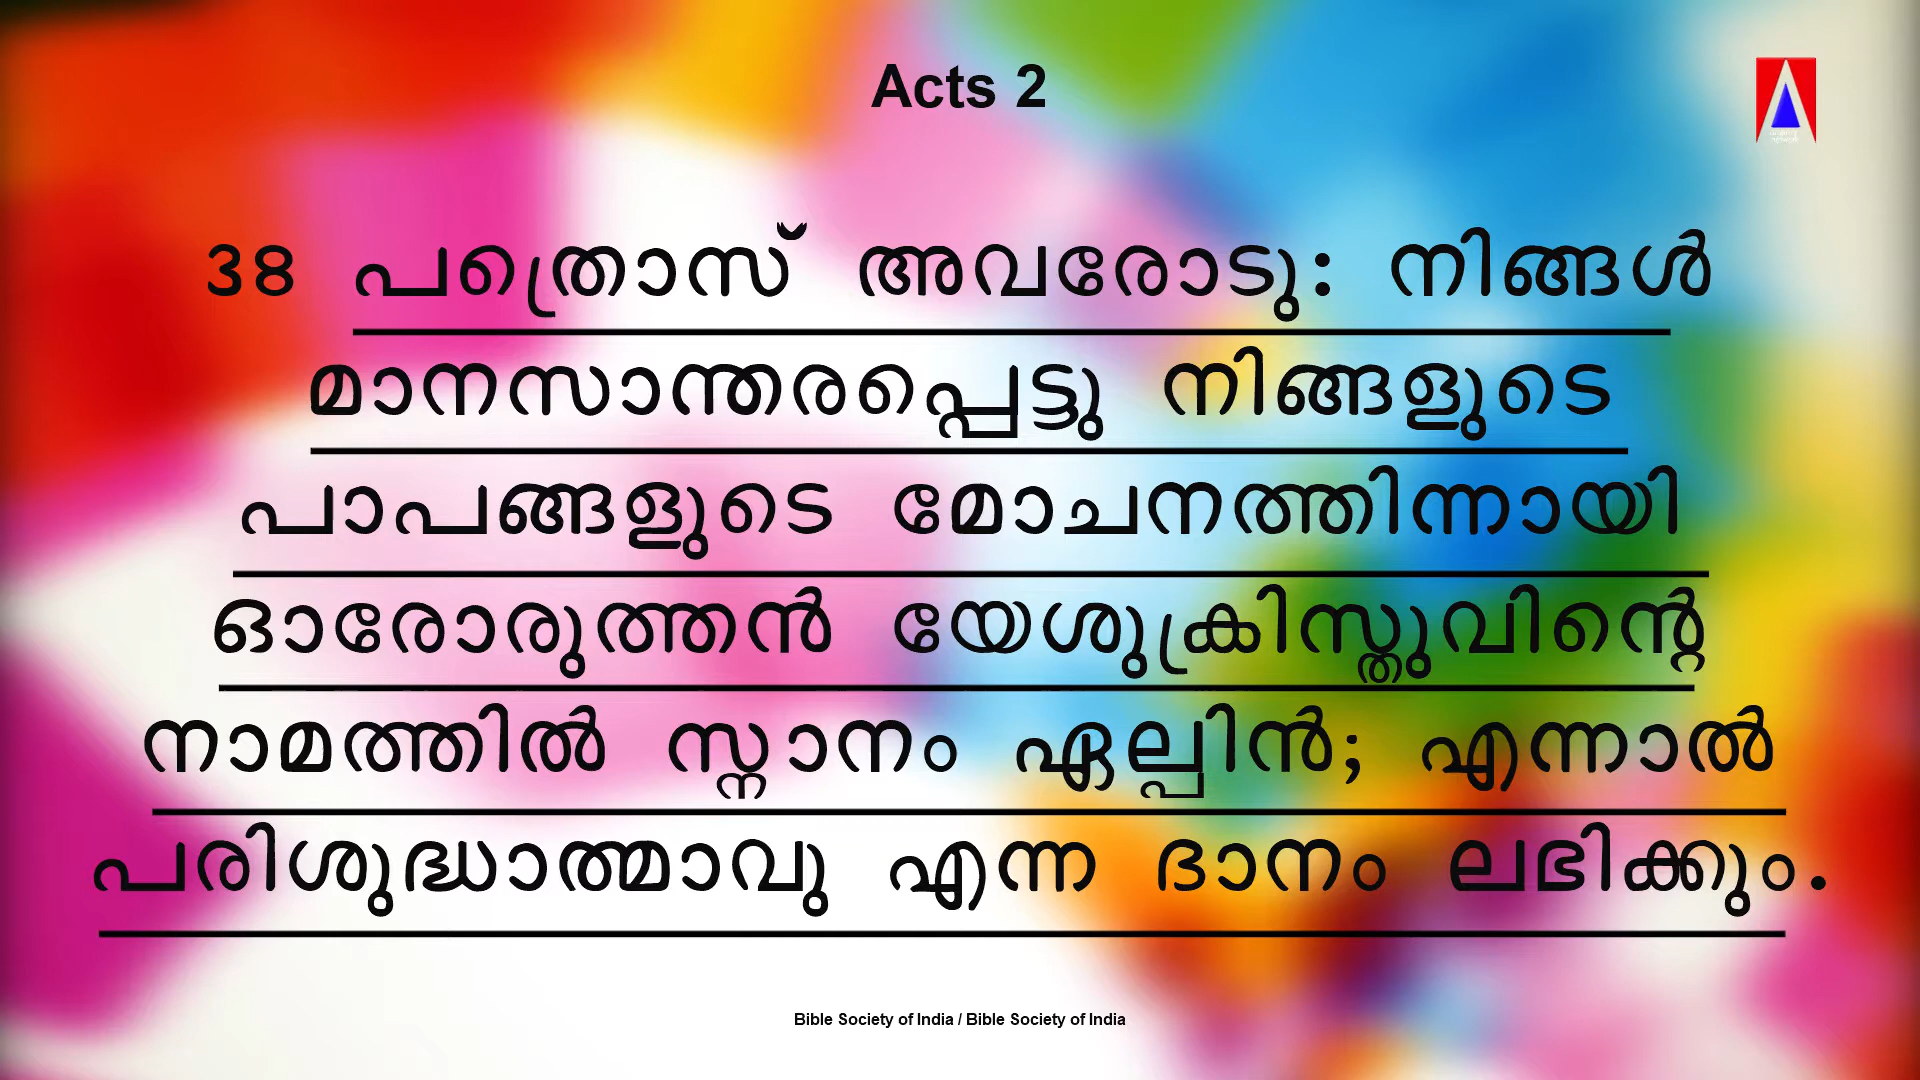 Acts 2
38 പത്രൊസ് അവരോടു: നിങ്ങൾ
മാനസാന്തരപ്പെട്ടു നിങ്ങളുടെ
പാപങ്ങളുടെ മോചനത്തിന്നായി
ഓരോരുത്തൻ യേശുക്രിസ്തുവിന്റെ
നാമത്തിൽ സ്നാനം ഏല്പിൻ; എന്നാൽ
പരിശുദ്ധാത്മാവു എന്ന ദാനം ലഭിക്കും.
Bible Society of India / Bible Society of India